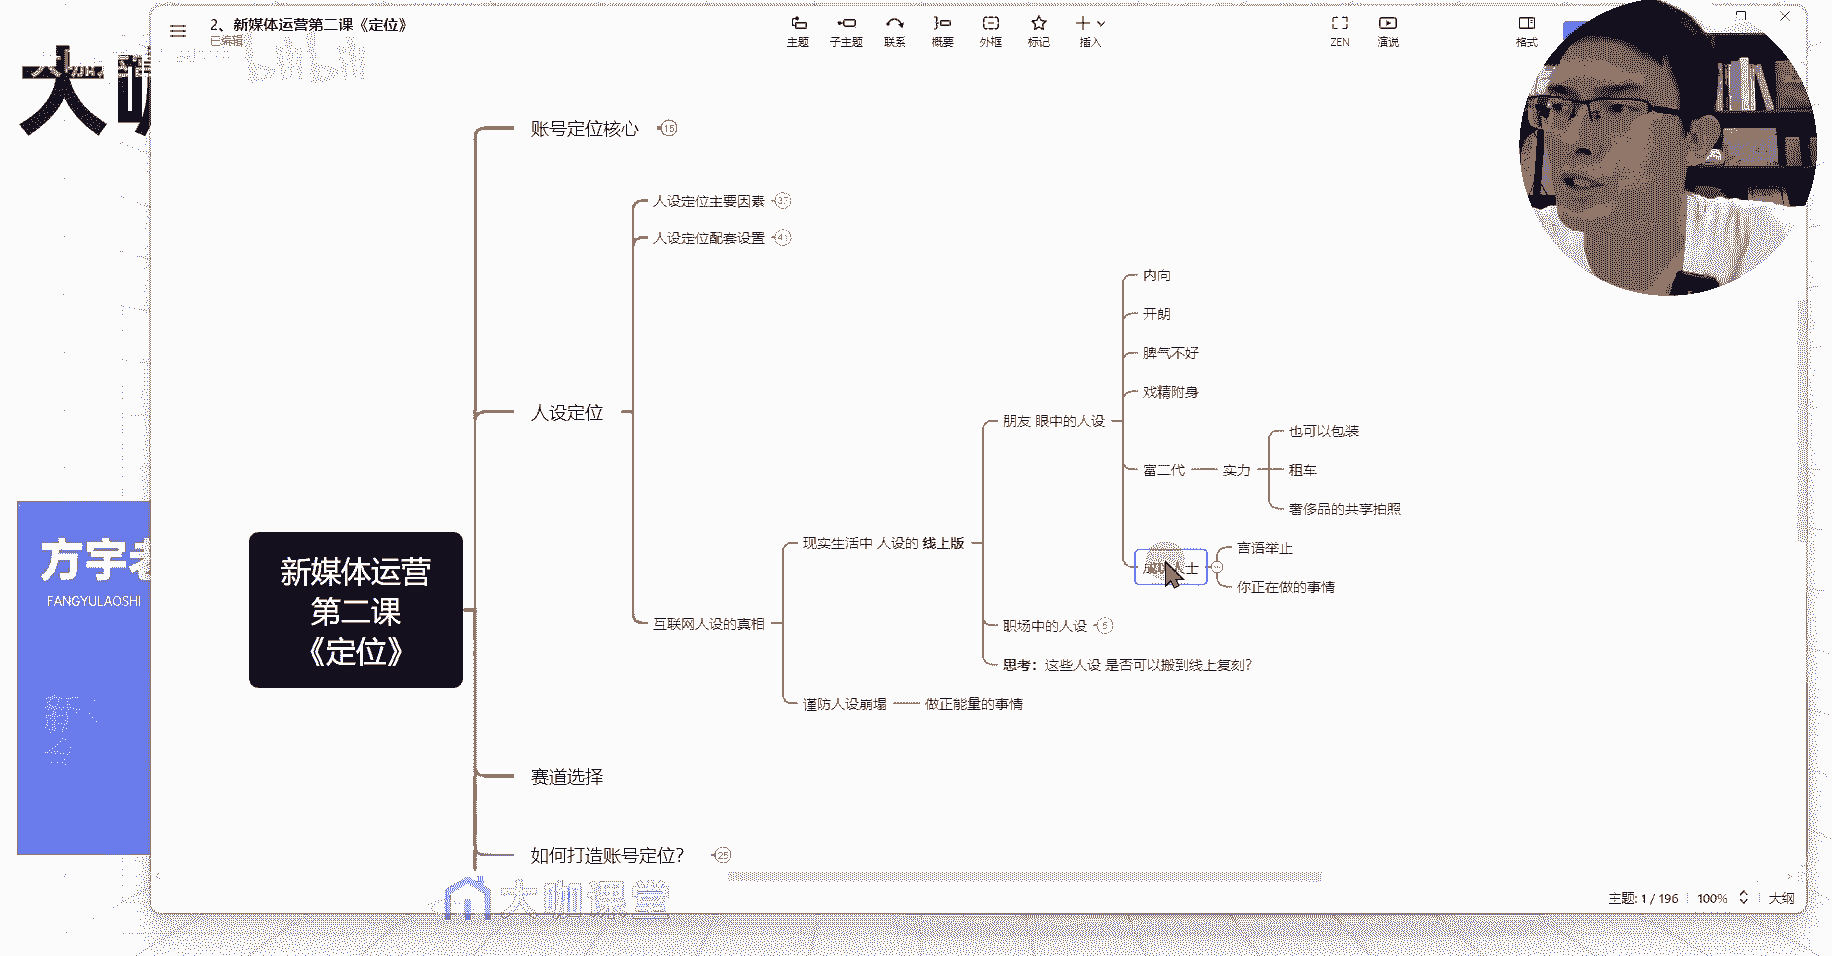 2、新媒体运营第二课《定位》
已编辑
主题
子主题
联系
概要
外框
标记
插入
ZEN
演说
格式
bilibili
大咖
账号定位核心
15
人设定位主要因素
37
人设定位配套设置
人设定位
内向
开朗
脾气不好
戏精附身
朋友 眼中的人设
富二代
实力
也可以包装
租车
奢侈品的共享拍照
人士
言语举止
你正在做的事情
现实生活中 人设的 线上版
互联网人设的真相
职场中的人设
5
思考：这些人设 是否可以搬到线上复刻？
谨防人设崩塌
做正能量的事情
新媒体运营
第二课
《定位》
方宇老
FANGYULAOSHI
赛道选择
如何打造账号定位？
25
大咖课堂
主题: 1 / 196
100%
大纲